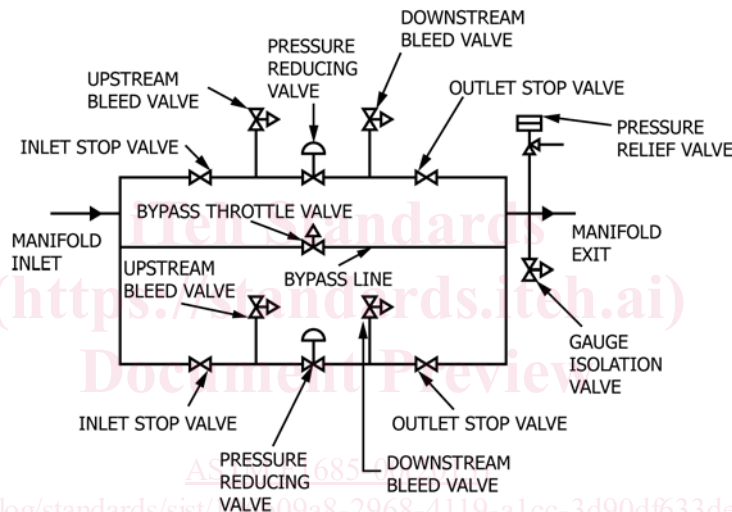 DOWNSTREAM
BLEED VALVE
PRESSURE
REDUCING
VALVE
UPSTREAM
BLEED VALVE
OUTLET STOP VALVE
PRESSURE
RELIEF VALVE
INLET STOP VALVE
BYPASS THROTTLE VALVE
iTeh Standards
MANIFOLD
INLET
MANIFOLD
EXIT
UPSTREAM
BLEED VALVE
BYPASS LINE
(https://standards.iteh.ai)
GAUGE
ISOLATION
VALVE
Document Preview
INLET STOP VALVE
OUTLET STOP VALVE
PRESSURE
REDUCING
VALVE
DOWNSTREAM
BLEED VALVE